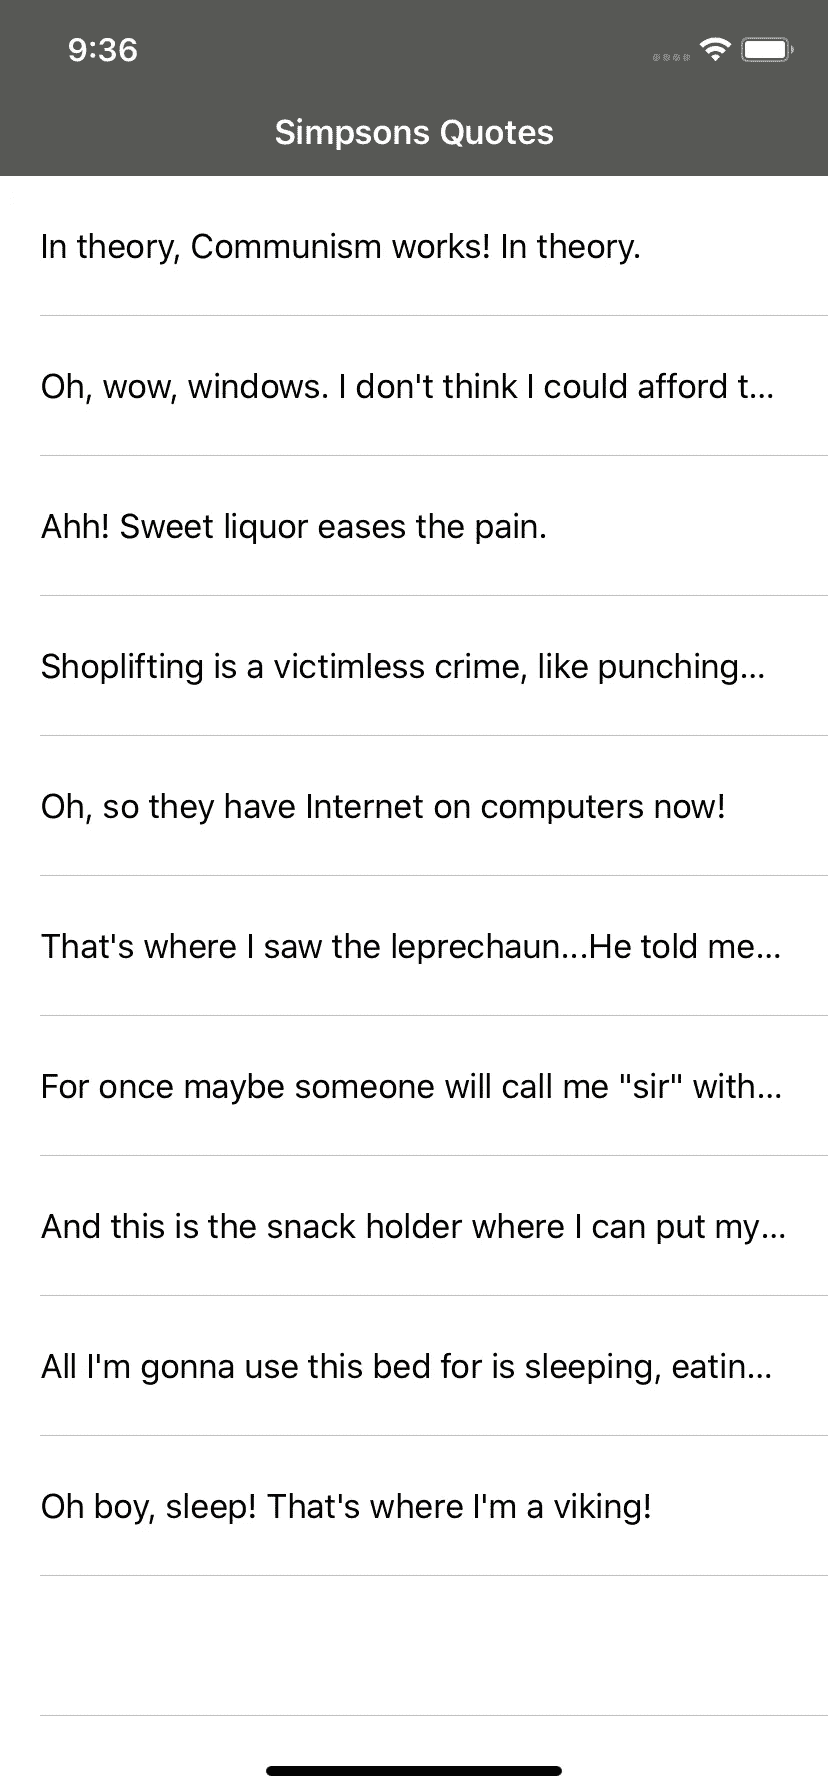 9:36
Simpsons Quotes
In theory, Communism works! In theory.
Oh, wow, windows. I don't think I could afford t...
Ahh! Sweet liquor eases the pain.
Shoplifting is a victimless crime, like punching...
Oh, so they have Internet on computers now!
That's where I saw the leprechaun...He told me...
For once maybe someone will call me "sir" with...
And this is the snack holder where I can put my...
All I'm gonna use this bed for is sleeping, eatin...
Oh boy, sleep! That's where I'm a viking!